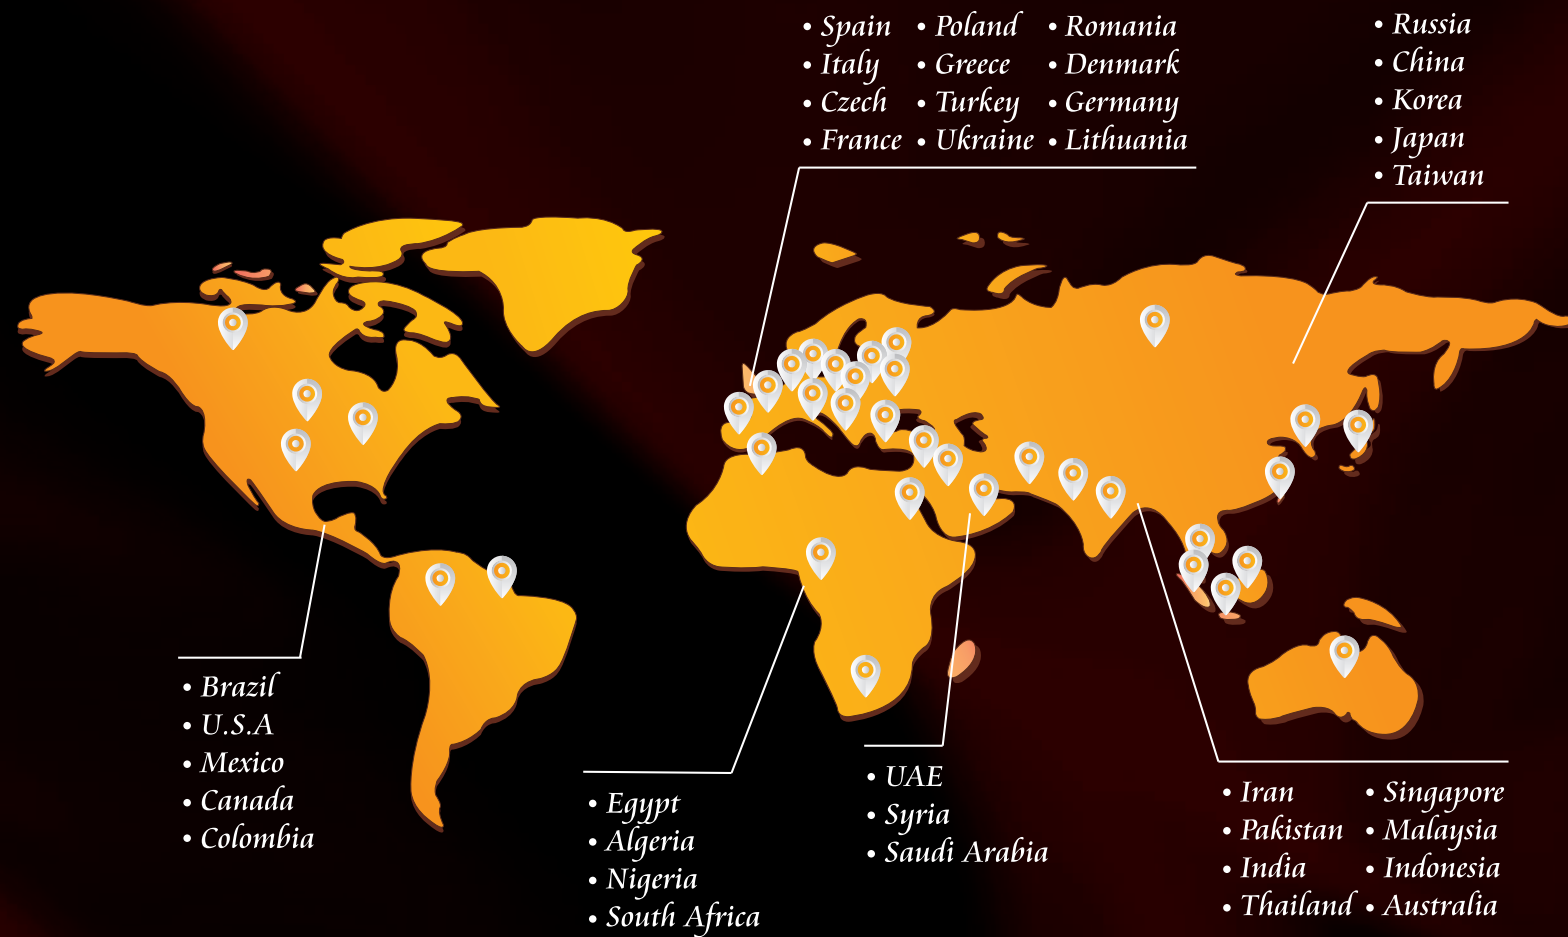 • Spain
• Italy
• Czech
• France
• Poland
• Greece
• Turkey
• Ukraine
• Romania
• Denmark
• Germany
• Lithuania
• Russia
• China
• Korea
• Japan
• Taiwan
• Brazil
• U.S.A
• Mexico
• Canada
• Colombia
• Egypt
• Algeria
• Nigeria
• South Africa
• UAE
• Syria
• Saudi Arabia
• Iran
• Pakistan
• India
• Thailand
• Singapore
• Malaysia
• Indonesia
• Australia